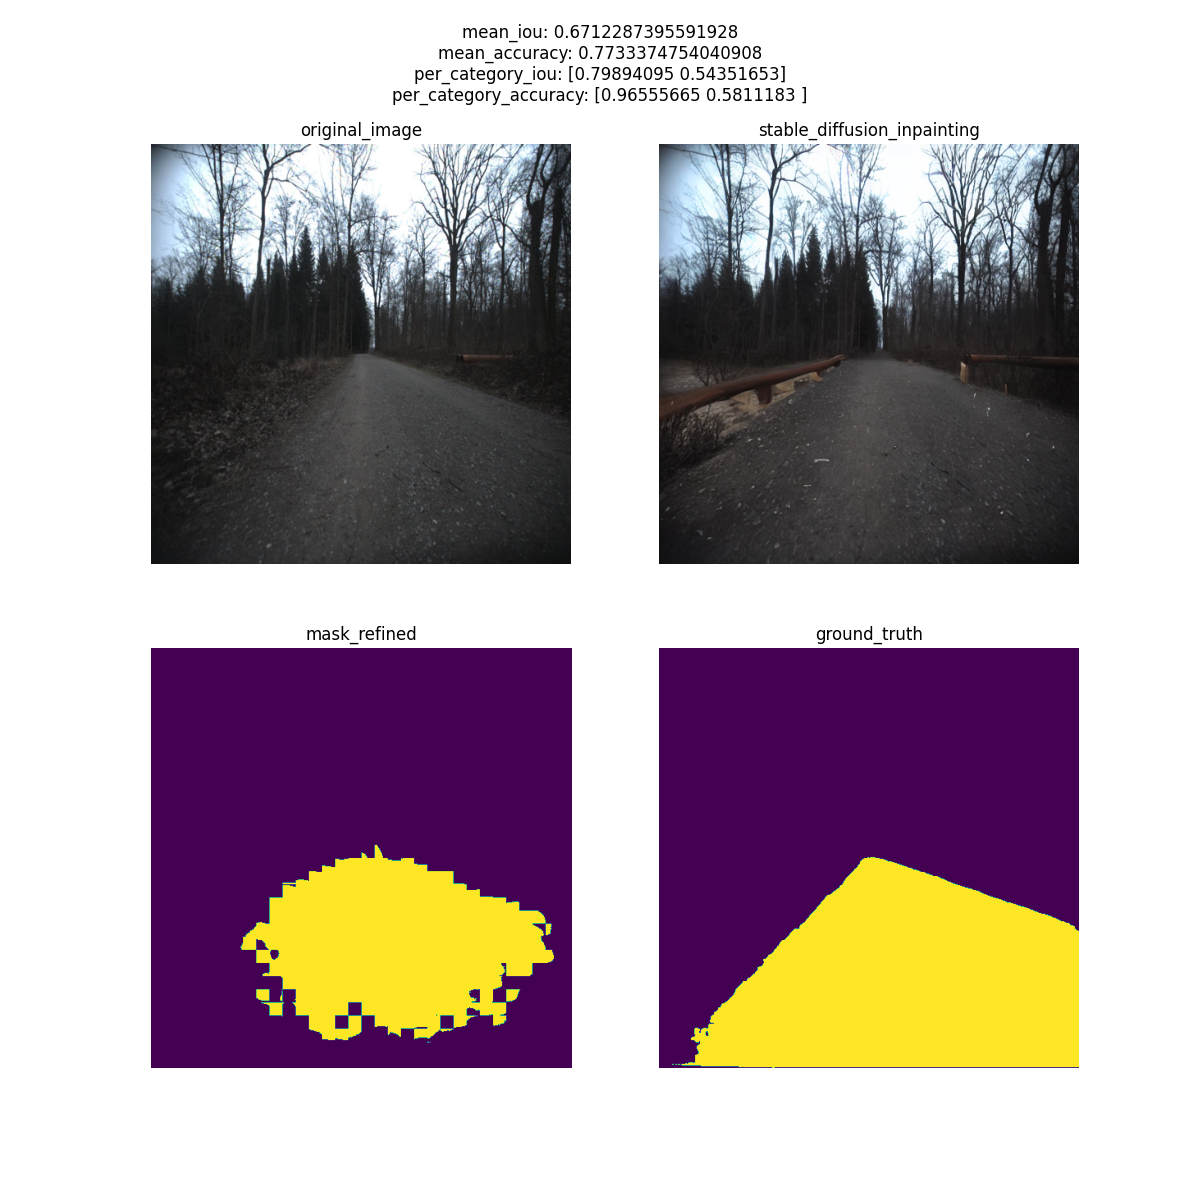 mean_iou: 0.6712287395591928
mean_accuracy: 0.7733374754040908
per_category_iou: [0.79894095 0.54351653]
per_category_accuracy: [0.96555665 0.5811183 ]
original_image
stable_diffusion_inpainting
mask_refined
ground_truth